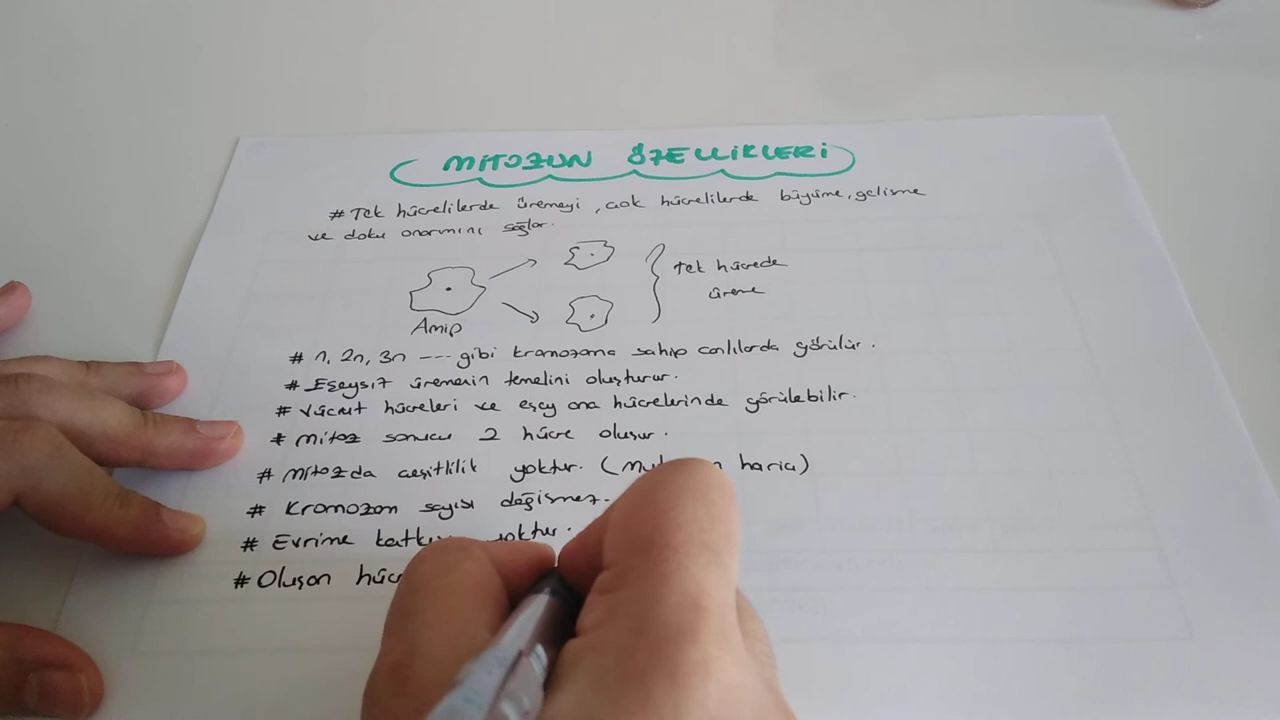 MİTOZUN ÖZELLİKLERİ
# Tek hücrelilerde üremeyi, çok hücrelilerde büyüme, gelişme
ve doku onarımını sağlar.
Tek hücrede
üreme
Amip
# n, 2n, 3n --- gibi kromozoma sahip canlılarda görülür.
# Eşeysiz üremenin temelini oluşturur.
# Vücut hücreleri ve eşey ana hücrelerinde görülebilir.
# Mitoz sonucu 2 hücre oluşur.
# Mitozda çeşitlilik yoktur. ( hariç)
# Kromozom sayısı değişmez.
# Evrime yoktur.
# Oluşan